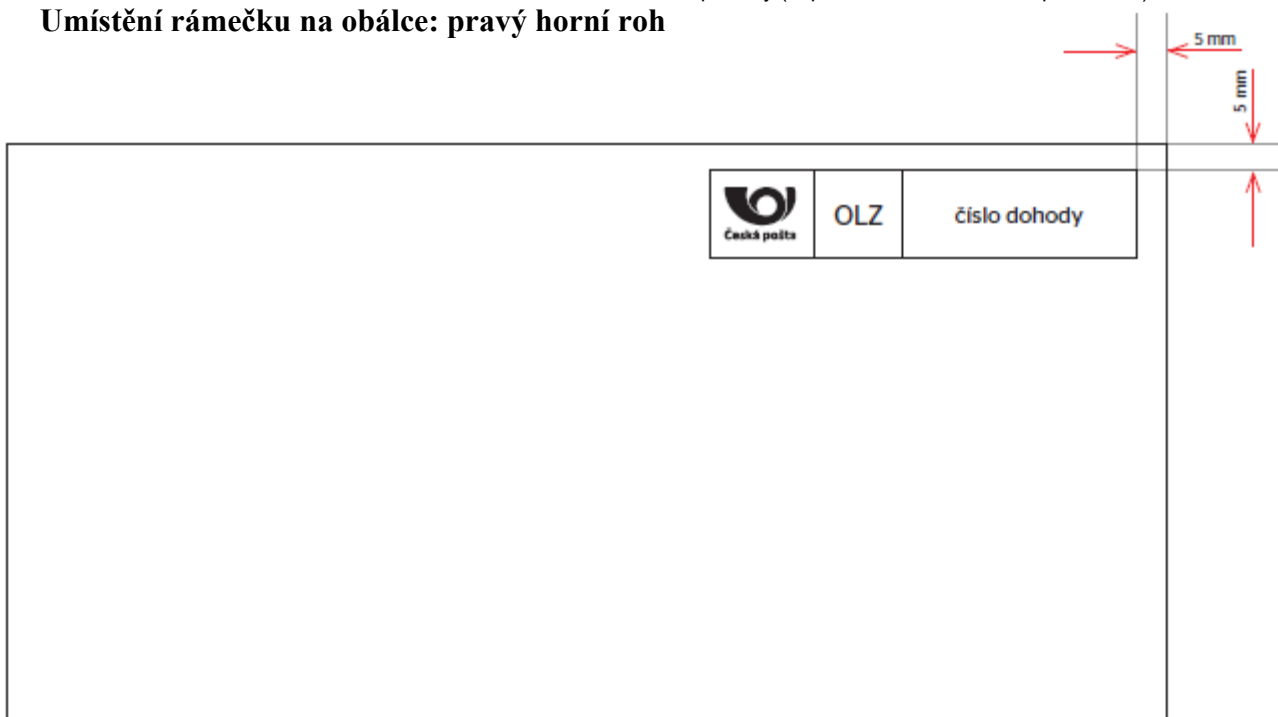 Umístění rámečku na obálce: pravý horní roh
5 mm
5 mm
Česká pošta
OLZ
číslo dohody